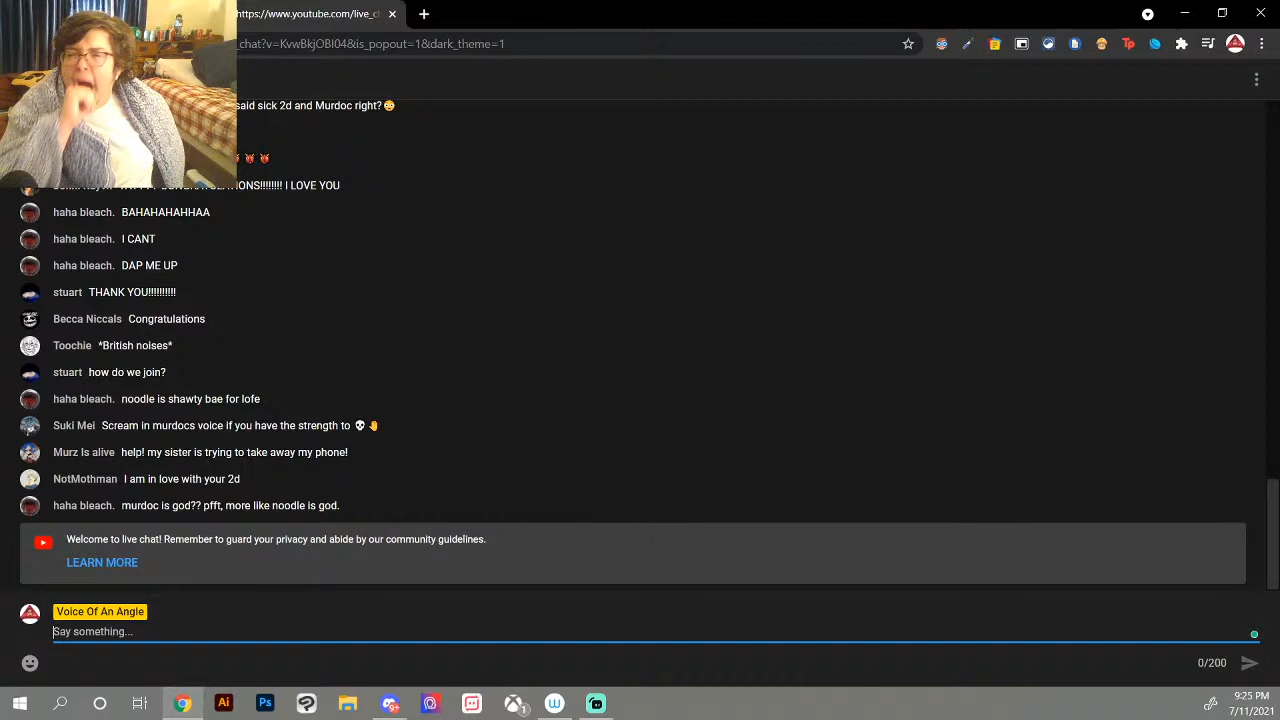 https://www.youtube.com/live_c
_chat?v=KvwBkjOBI04&is_popout=1&dark_theme=1
said sick 2d and Murdoc right?😳
I LOVE YOU
haha bleach. BAHAHAHAHHAA
haha bleach. I CANT
haha bleach. DAP ME UP
stuart THANK YOU!!!!!!!!!!
Becca Niccals Congratulations
Toochie *British noises*
stuart how do we join?
haha bleach. noodle is shawty bae for lofe
Suki Mei Scream in murdocs voice if you have the strength to 💀🤚
Murz Is alive help! my sister is trying to take away my phone!
NotMothman I am in love with your 2d
haha bleach. murdoc is god?? pfft, more like noodle is god.
Welcome to live chat! Remember to guard your privacy and abide by our community guidelines.
LEARN MORE
Voice Of An Angle
Say something...
0/200
9:25 PM
7/11/2021